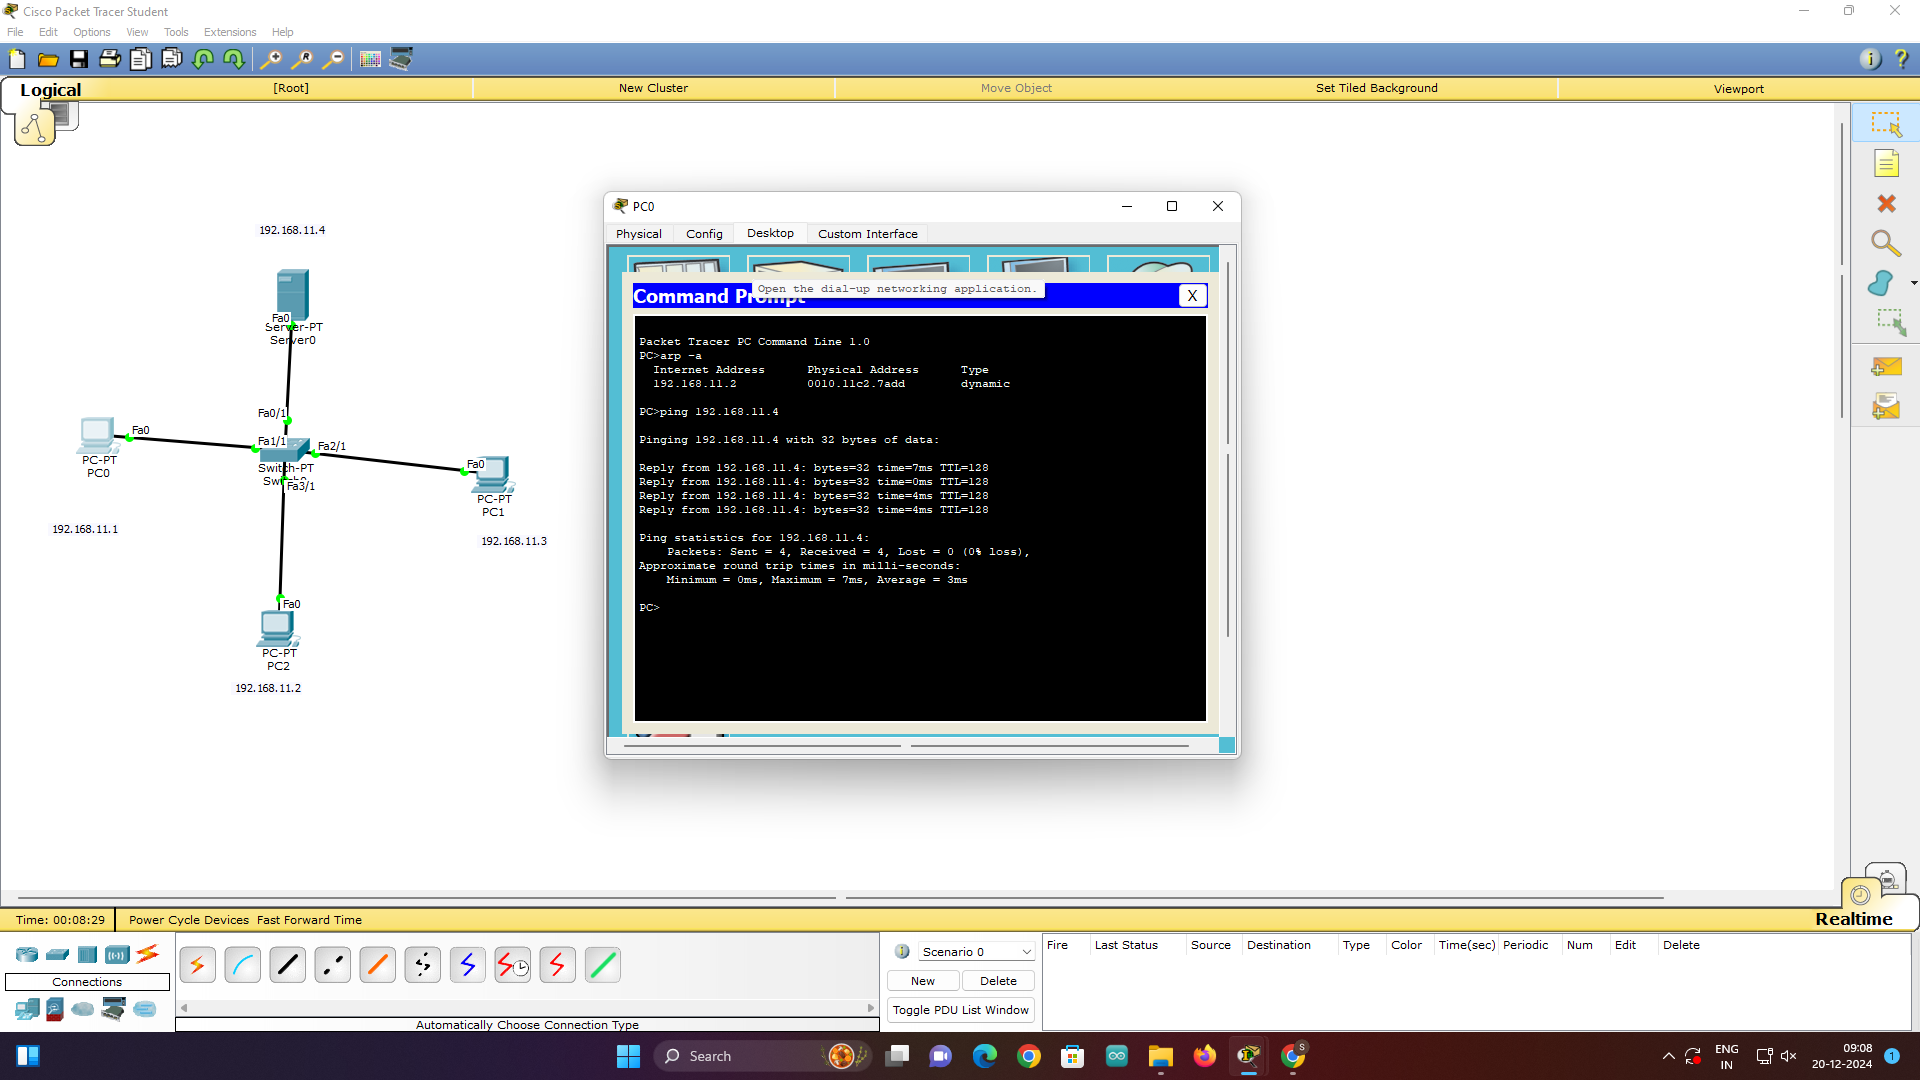 Cisco Packet Tracer Student
File Edit Options View Tools Extensions Help
Logical [Root] New Cluster Move Object Set Tiled Background Viewport
192.168.11.4
Fa0
Server-PT
Server0
Fa0/1
Fa0
Fa1/1
Fa2/1
Fa0
PC-PT
PC0
Switch-PT
Fa3/1
PC-PT
PC1
192.168.11.1
192.168.11.3
Fa0
PC-PT
PC2
192.168.11.2
PC0
Physical Config Desktop Custom Interface
Open the dial-up networking application.
Command Prompt X
Packet Tracer PC Command Line 1.0
PC>arp -a
Internet Address Physical Address Type
192.168.11.2 0010.11c2.7add dynamic
PC>ping 192.168.11.4
Pinging 192.168.11.4 with 32 bytes of data:
Reply from 192.168.11.4: bytes=32 time=7ms TTL=128
Reply from 192.168.11.4: bytes=32 time=0ms TTL=128
Reply from 192.168.11.4: bytes=32 time=4ms TTL=128
Reply from 192.168.11.4: bytes=32 time=4ms TTL=128
Ping statistics for 192.168.11.4:
Packets: Sent = 4, Received = 4, Lost = 0 (0% loss),
Approximate round trip times in milli-seconds:
Minimum = 0ms, Maximum = 7ms, Average = 3ms
PC>
Realtime
Time: 00:08:29 Power Cycle Devices Fast Forward Time
Connections
Automatically Choose Connection Type
Scenario 0
New Delete
Toggle PDU List Window
Fire Last Status Source Destination Type Color Time(sec) Periodic Num Edit Delete
Search
ENG
IN
09:08
20-12-2024
1